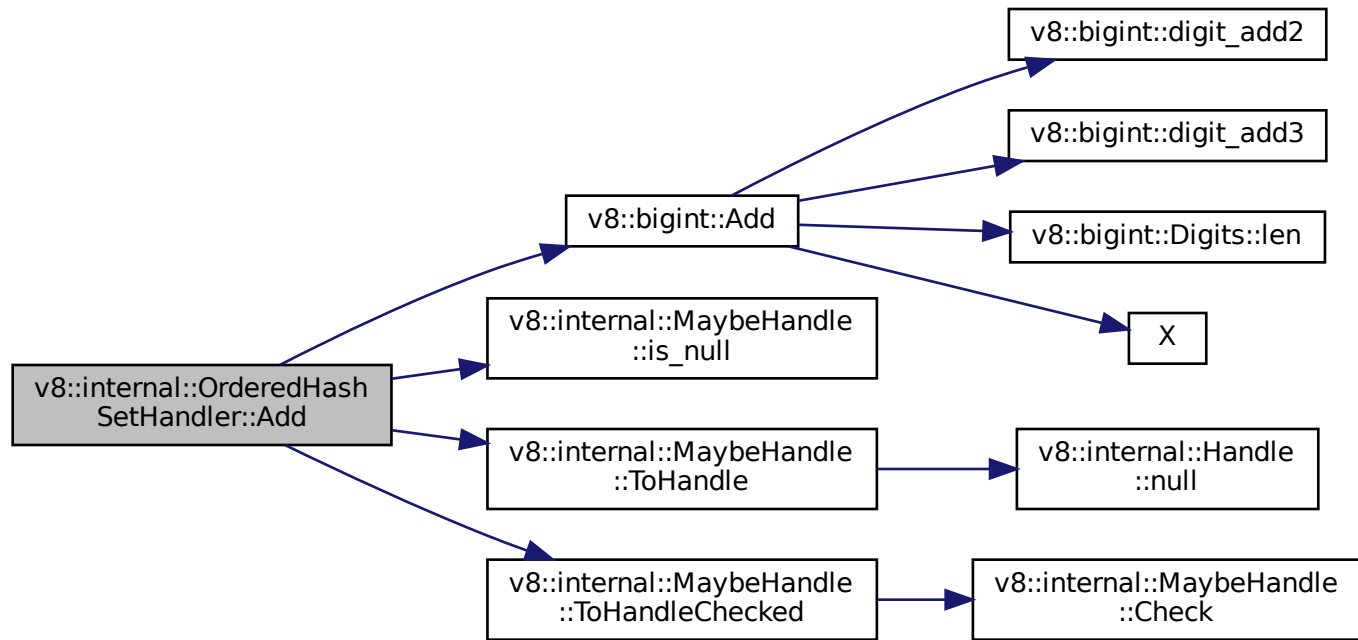 v8::bigint::digit_add2
v8::bigint::digit_add3
v8::bigint::Add
v8::bigint::Digits::len
v8::internal::MaybeHandle
::is_null
X
v8::internal::OrderedHash
SetHandler::Add
v8::internal::MaybeHandle
::ToHandle
v8::internal::Handle
::null
v8::internal::MaybeHandle
::ToHandleChecked
v8::internal::MaybeHandle
::Check